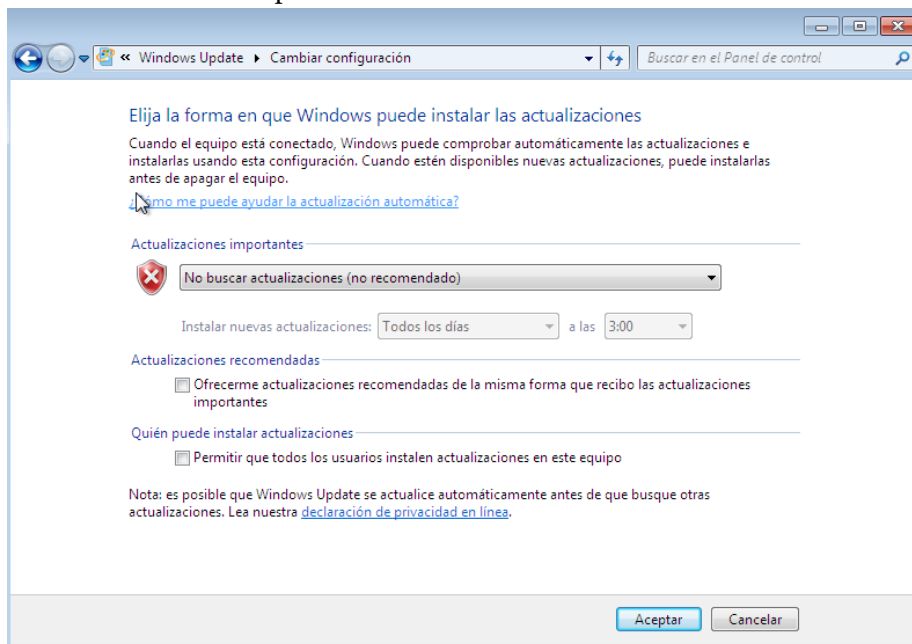 « Windows Update ▸ Cambiar configuración
Buscar en el Panel de control
Elija la forma en que Windows puede instalar las actualizaciones
Cuando el equipo está conectado, Windows puede comprobar automáticamente las actualizaciones e
instalarlas usando esta configuración. Cuando estén disponibles nuevas actualizaciones, puede instalarlas
antes de apagar el equipo.
¿Cómo me puede ayudar la actualización automática?
Actualizaciones importantes
No buscar actualizaciones (no recomendado)
Instalar nuevas actualizaciones: Todos los días a las 3:00
Actualizaciones recomendadas
Ofrecerme actualizaciones recomendadas de la misma forma que recibo las actualizaciones
importantes
Quién puede instalar actualizaciones
Permitir que todos los usuarios instalen actualizaciones en este equipo
Nota: es posible que Windows Update se actualice automáticamente antes de que busque otras
actualizaciones. Lea nuestra declaración de privacidad en línea.
Aceptar Cancelar